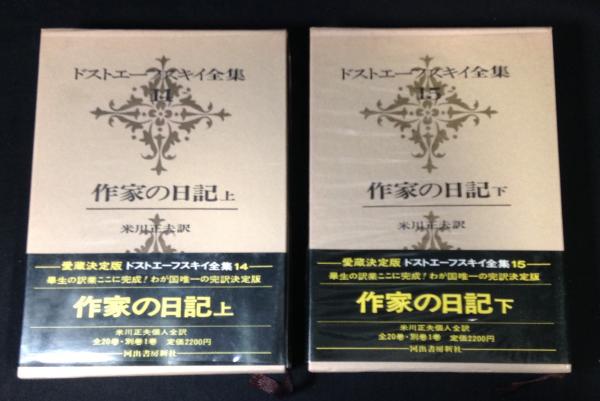 ドストエーフスキイ全集
14
作家の日記上
米川正夫訳
愛蔵決定版 ドストエーフスキイ全集14
畢生の訳業ここに完成!わが国唯一の完訳決定版
作家の日記上
米川正夫個人全訳
全20巻・別巻1巻 定価2200円
河出書房新社
ドストエーフスキイ全集
15
作家の日記下
米川正夫訳
愛蔵決定版 ドストエーフスキイ全集15
畢生の訳業ここに完成!わが国唯一の完訳決定版
作家の日記下
米川正夫個人全訳
全20巻・別巻1巻 定価2200円
河出書房新社